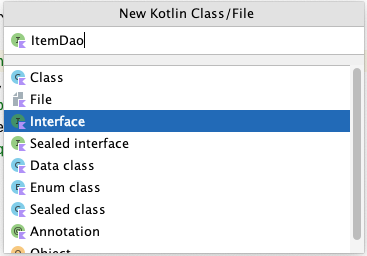 New Kotlin Class/File
ItemDao
Class
File
Interface
Sealed interface
Data class
Enum class
Sealed class
Annotation
Object